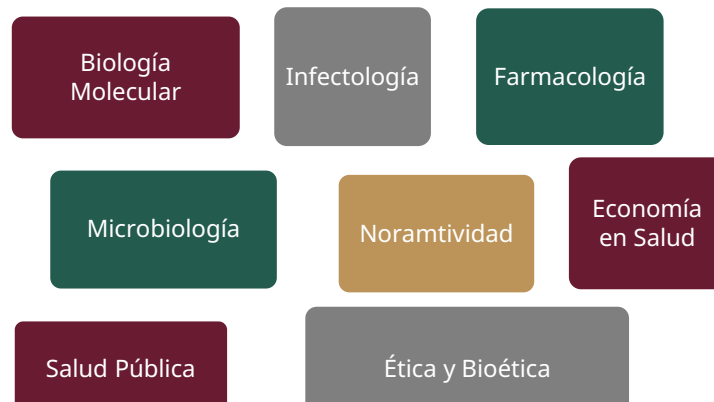 Biología
Molecular
Infectología
Farmacología
Microbiología
Noramtividad
Economía
en Salud
Salud Pública
Ética y Bioética